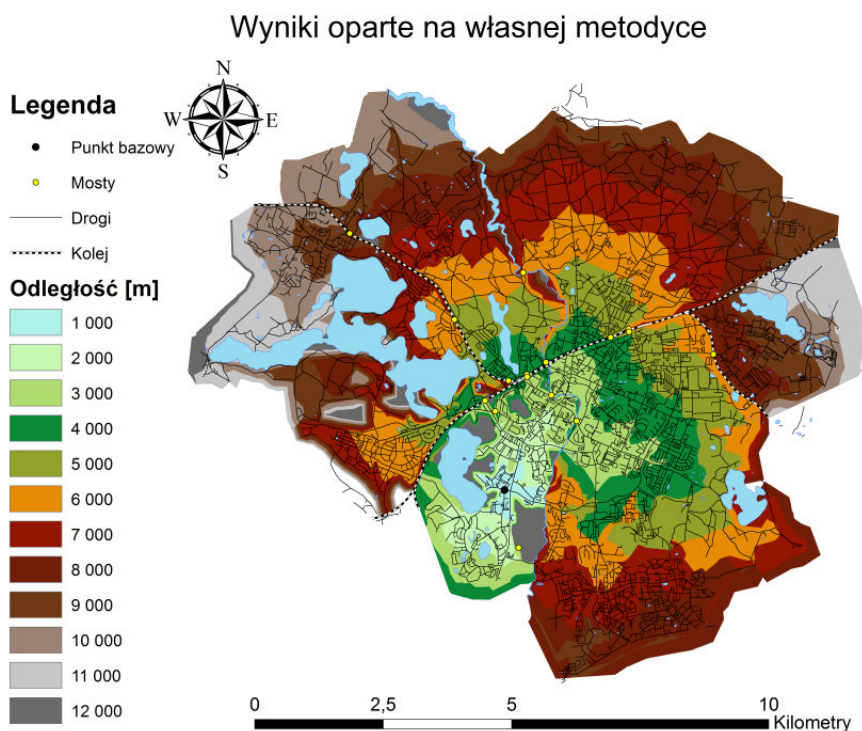 Wyniki oparte na własnej metodyce
N
W E
S
Legenda
Punkt bazowy
Mosty
Drogi
Kolej
Odległość [m]
1 000
2 000
3 000
4 000
5 000
6 000
7 000
8 000
9 000
10 000
11 000
12 000
0 2,5 5 10
Kilometry